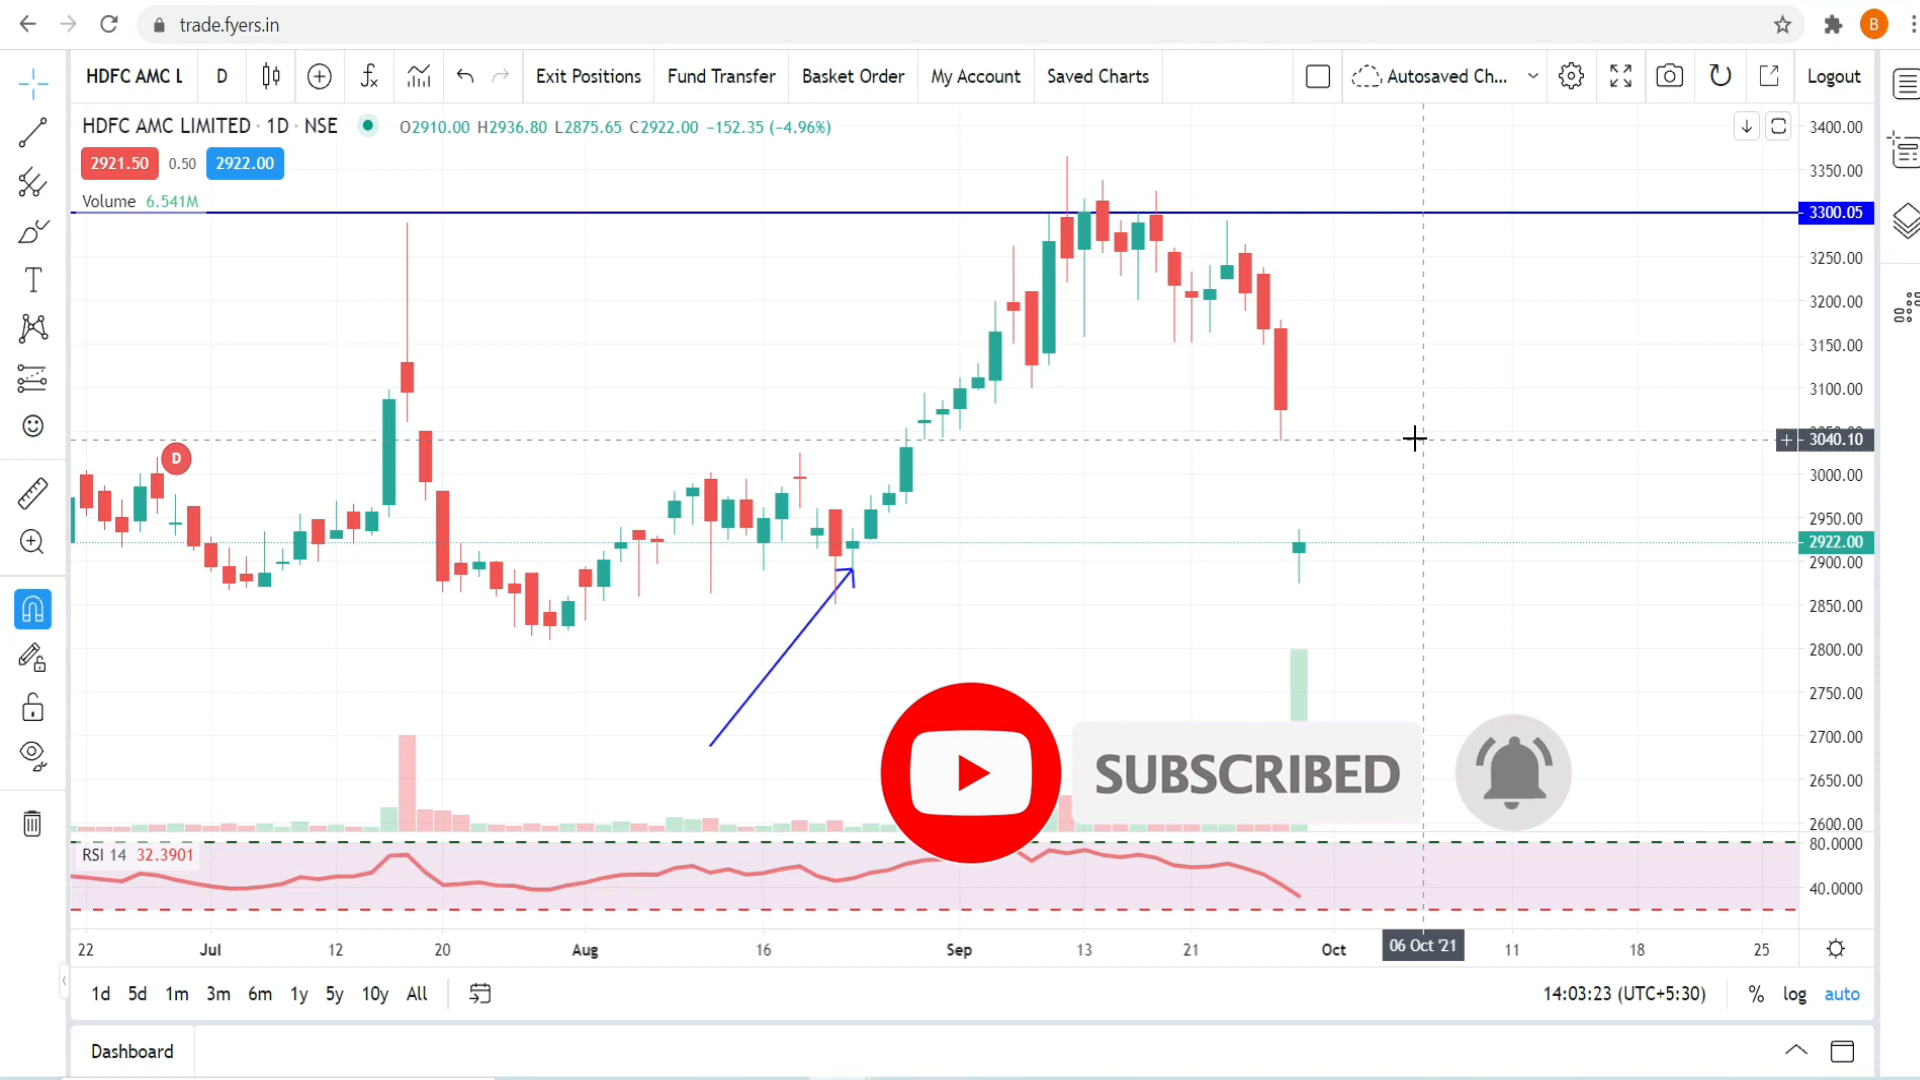 trade.fyers.in
B
HDFC AMC L
D
Exit Positions
Fund Transfer
Basket Order
My Account
Saved Charts
Autosaved Ch...
Logout
HDFC AMC LIMITED · 1D · NSE
O2910.00 H2936.80 L2875.65 C2922.00 −152.35 (−4.96%)
2921.50
0.50
2922.00
Volume 6.541M
3400.00
3350.00
3300.05
3250.00
3200.00
3150.00
3100.00
3040.10
3000.00
2950.00
2922.00
2900.00
2850.00
2800.00
2750.00
2700.00
2650.00
2600.00
D
SUBSCRIBED
RSI 14 32.3901
80.0000
40.0000
22
Jul
12
20
Aug
16
Sep
13
21
Oct
06 Oct '21
11
18
25
1d 5d 1m 3m 6m 1y 5y 10y All
14:03:23 (UTC+5:30)
%
log
auto
Dashboard